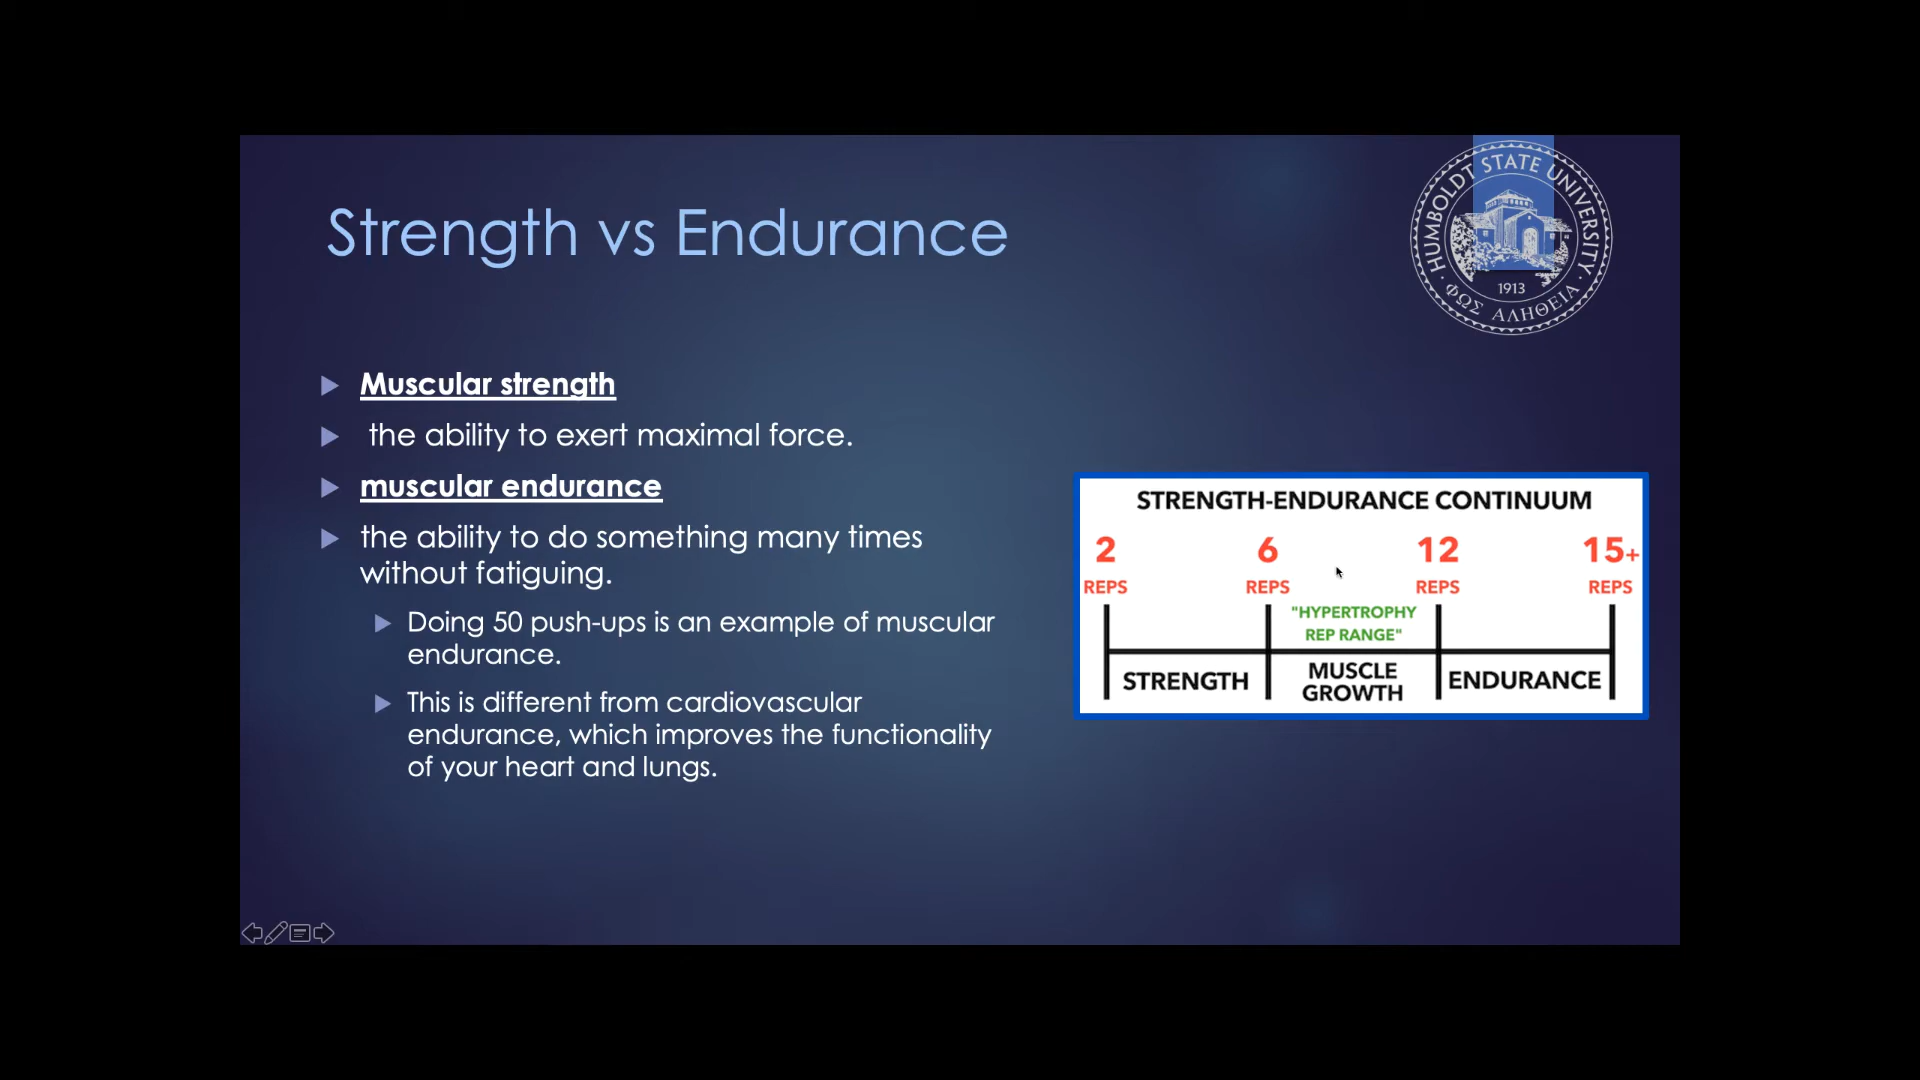 Strength vs Endurance
HUMBOLDT STATE UNIVERSITY
1913
ΦΩΣ ΑΛΗΘΕΙΑ
Muscular strength
the ability to exert maximal force.
muscular endurance
the ability to do something many times
without fatiguing.
Doing 50 push-ups is an example of muscular
endurance.
This is different from cardiovascular
endurance, which improves the functionality
of your heart and lungs.
STRENGTH-ENDURANCE CONTINUUM
2 6 12 15+
REPS REPS REPS REPS
"HYPERTROPHY
REP RANGE"
STRENGTH MUSCLE GROWTH ENDURANCE